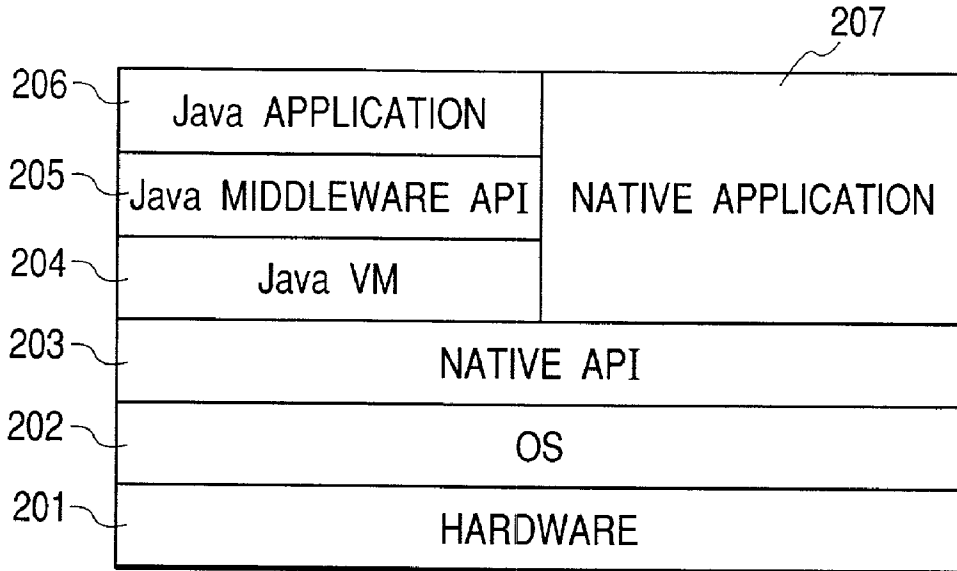 207
206
Java APPLICATION
205
Java MIDDLEWARE API
NATIVE APPLICATION
204
Java VM
203
NATIVE API
202
OS
201
HARDWARE